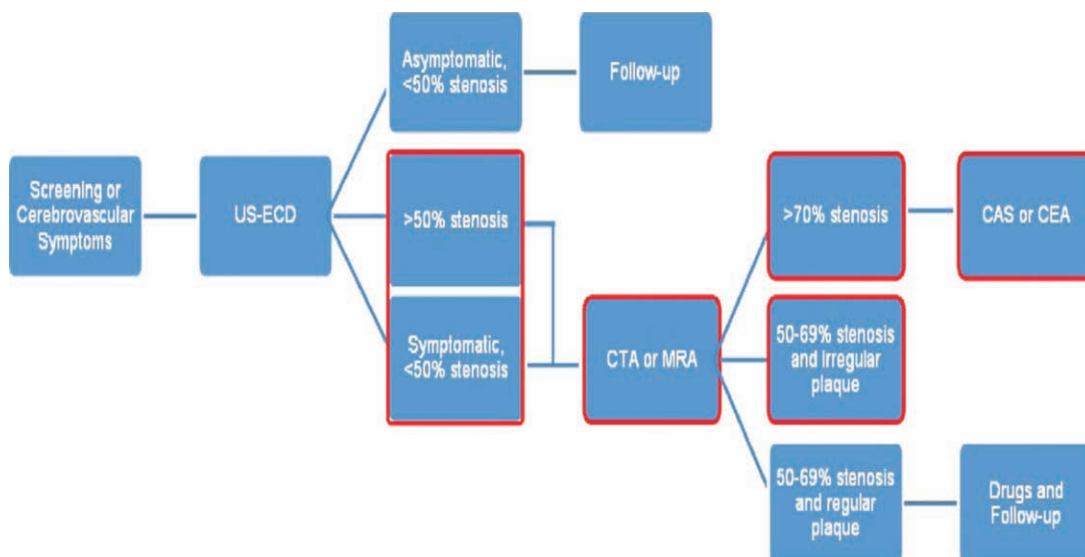 Screening or
Cerebrovascular
Symptoms
US-ECD
Asymptomatic,
<50% stenosis
Follow-up
>50% stenosis
Symptomatic,
<50% stenosis
CTA or MRA
>70% stenosis
CAS or CEA
50-69% stenosis
and irregular
plaque
50-69% stenosis
and regular
plaque
Drugs and
Follow-up